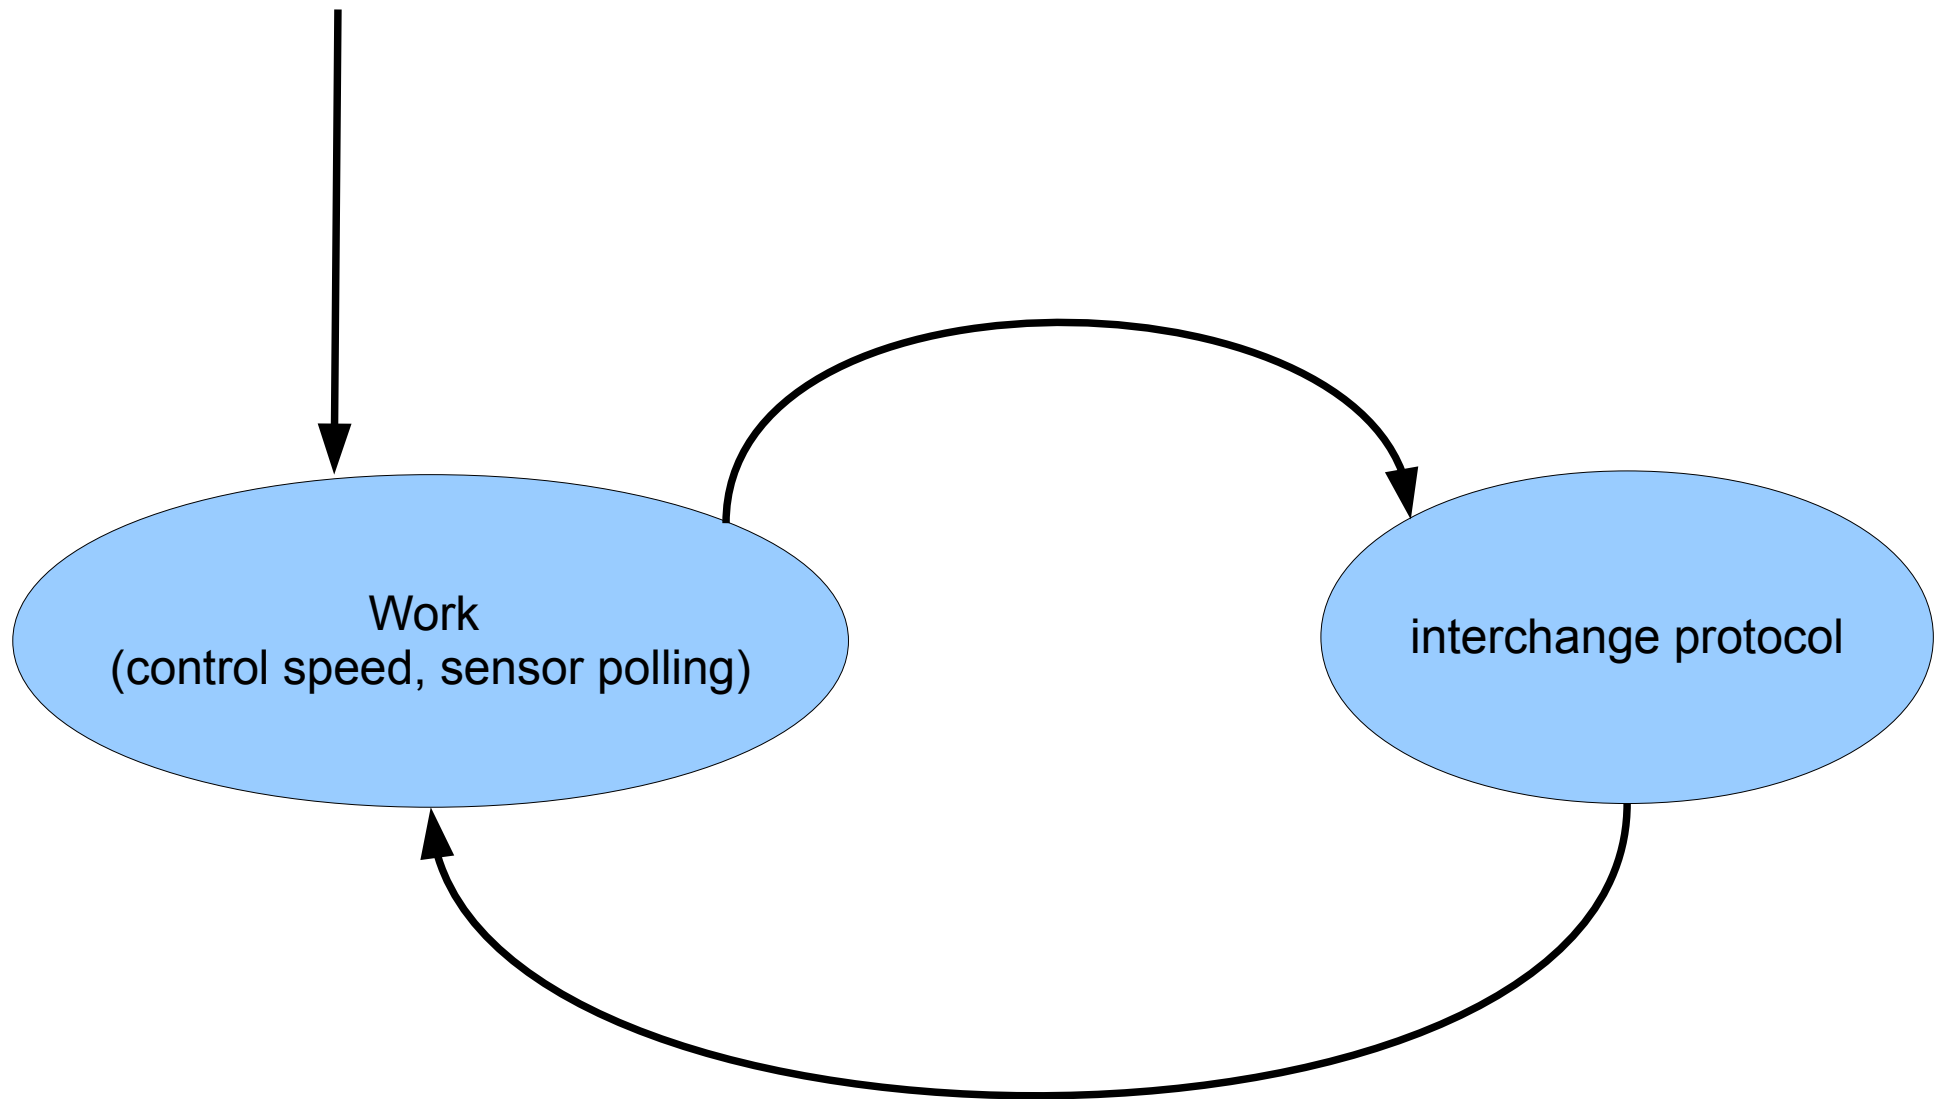 Work
(control speed, sensor polling)
interchange protocol